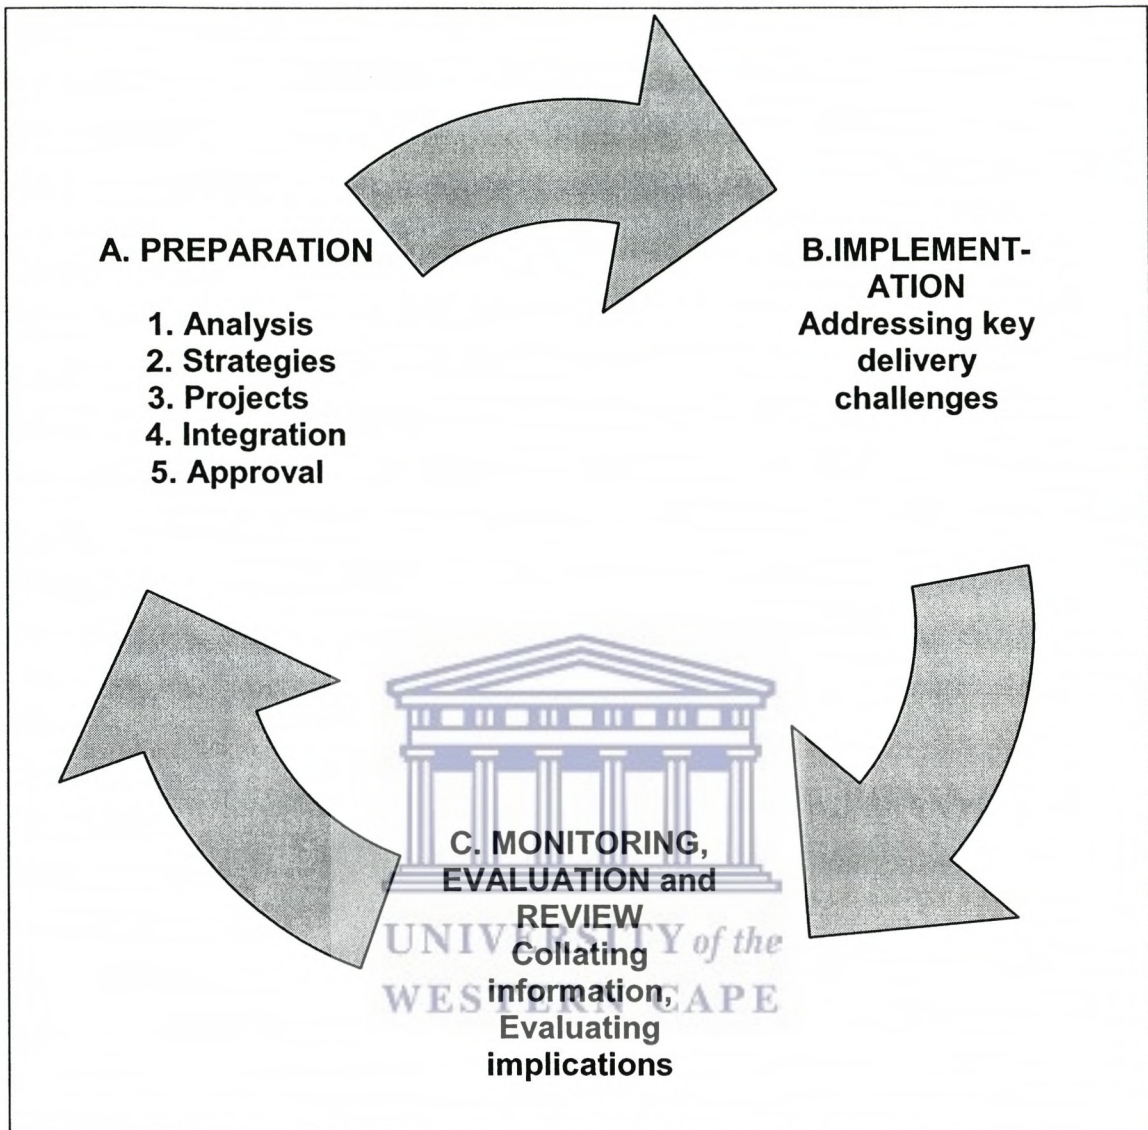 A. PREPARATION
1. Analysis
2. Strategies
3. Projects
4. Integration
5. Approval
B.IMPLEMENT-
ATION
Addressing key
delivery
challenges
C. MONITORING,
EVALUATION and
REVIEW
Collating
information,
Evaluating
implications
UNIVERSITY of the
WESTERN CAPE